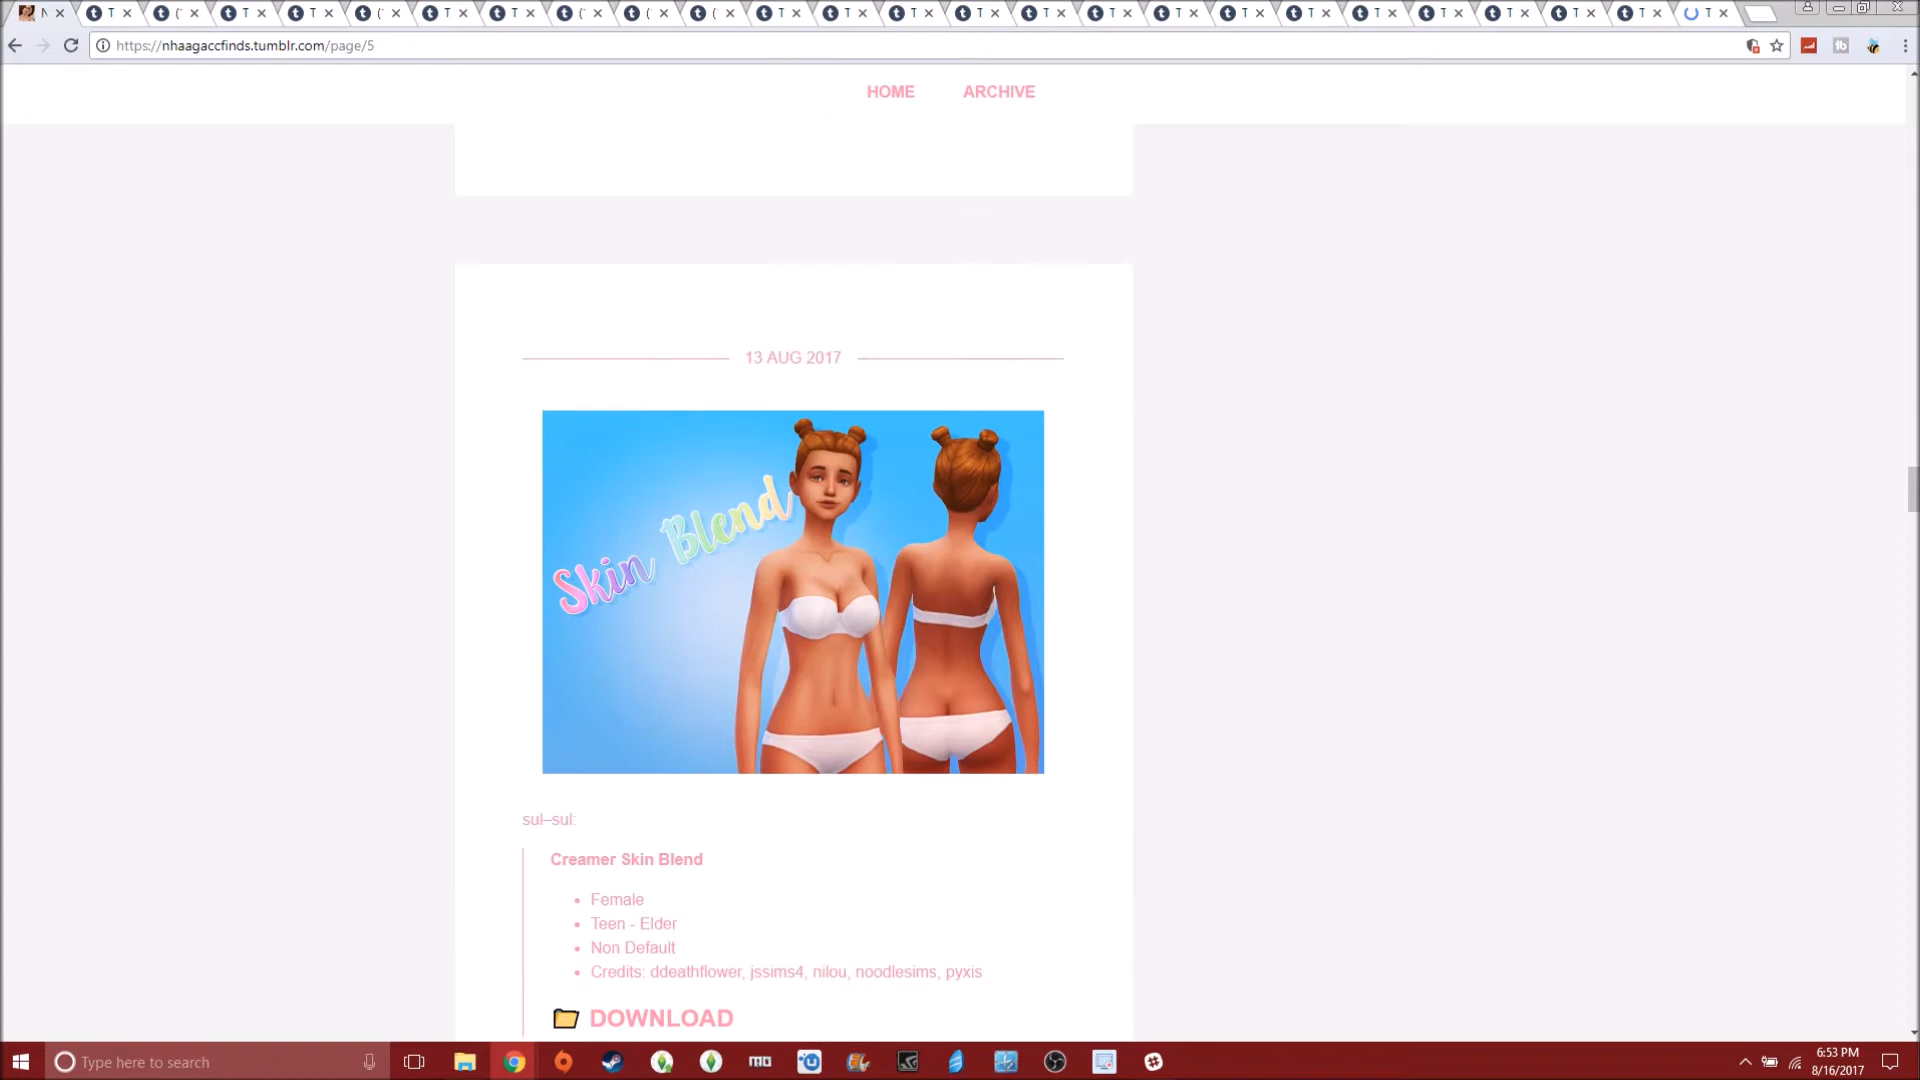 https://nhaagaccfinds.tumblr.com/page/5
HOME ARCHIVE
13 AUG 2017
Skin Blend
sul–sul:
Creamer Skin Blend
Female
Teen - Elder
Non Default
Credits: ddeathflower, jssims4, nilou, noodlesims, pyxis
DOWNLOAD
Type here to search
6:53 PM
8/16/2017